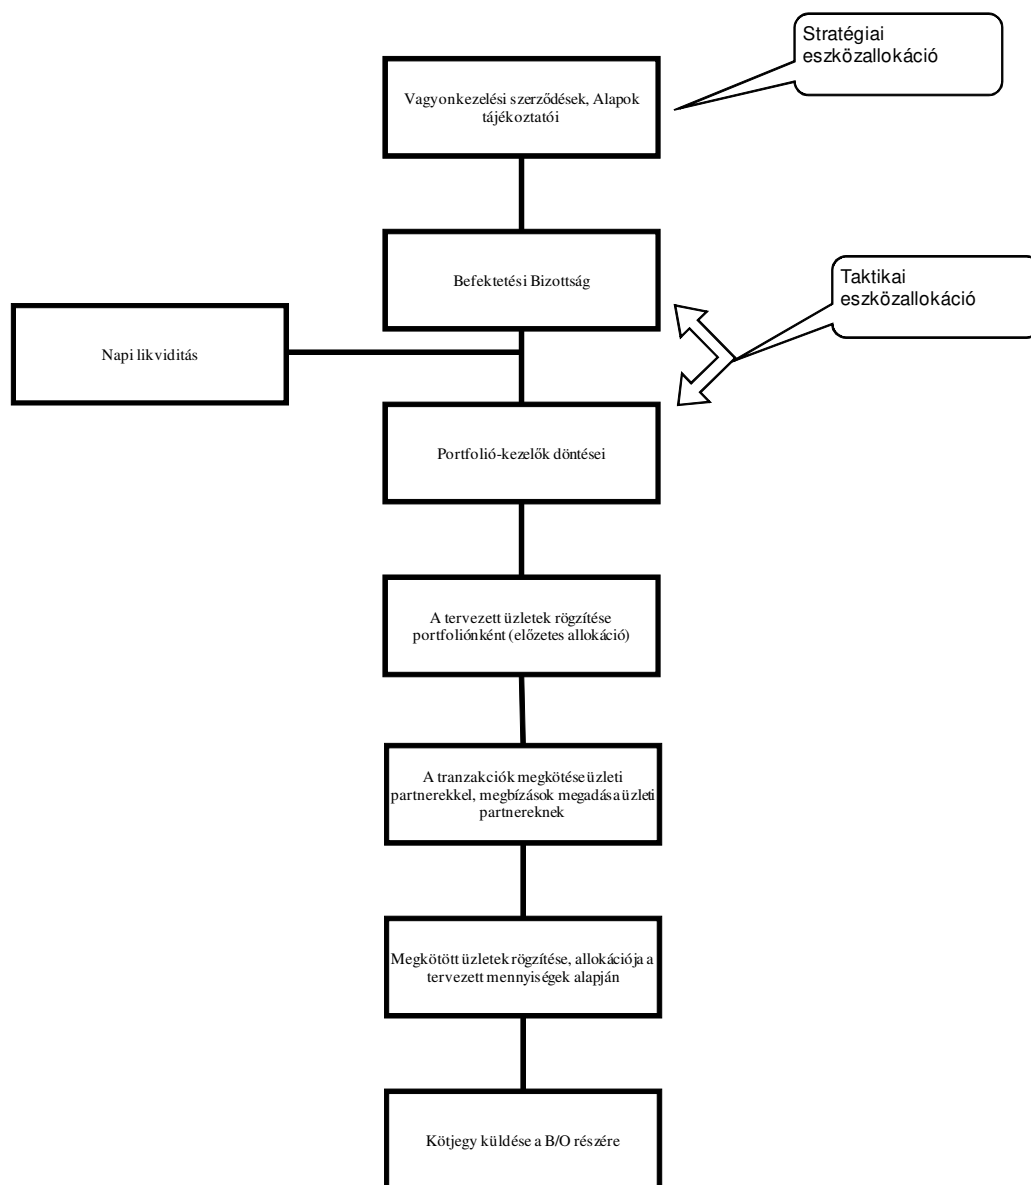 Stratégiai
eszközallokáció
Vagyonkezelési szerződések, Alapok
tájékoztatói
Befektetési Bizottság
Taktikai
eszközallokáció
Napi likviditás
Portfolió-kezelők döntései
A tervezett üzletek rögzítése
portfoliónként (előzetes allokáció)
A tranzakciók megkötése üzleti
partnerekkel, megbízások megadása üzleti
partnereknek
Megkötött üzletek rögzítése, allokációja a
tervezett mennyiségek alapján
Kötjegy küldése a B/O részére